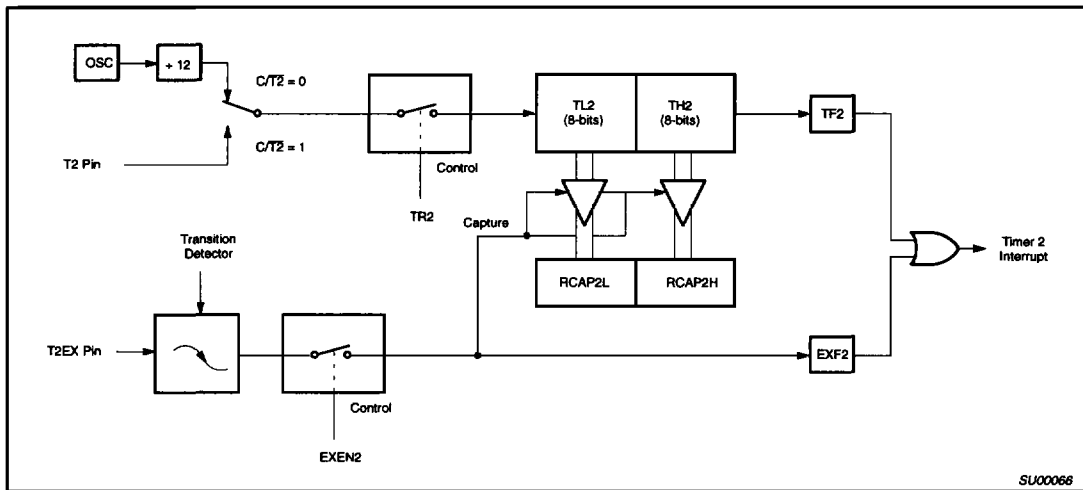 OSC
÷ 12
C/T2 = 0
C/T2 = 1
T2 Pin
Control
TR2
TL2
(8-bits)
TH2
(8-bits)
TF2
Capture
Transition
Detector
RCAP2L
RCAP2H
Timer 2
Interrupt
T2EX Pin
EXF2
Control
EXEN2
SU00066